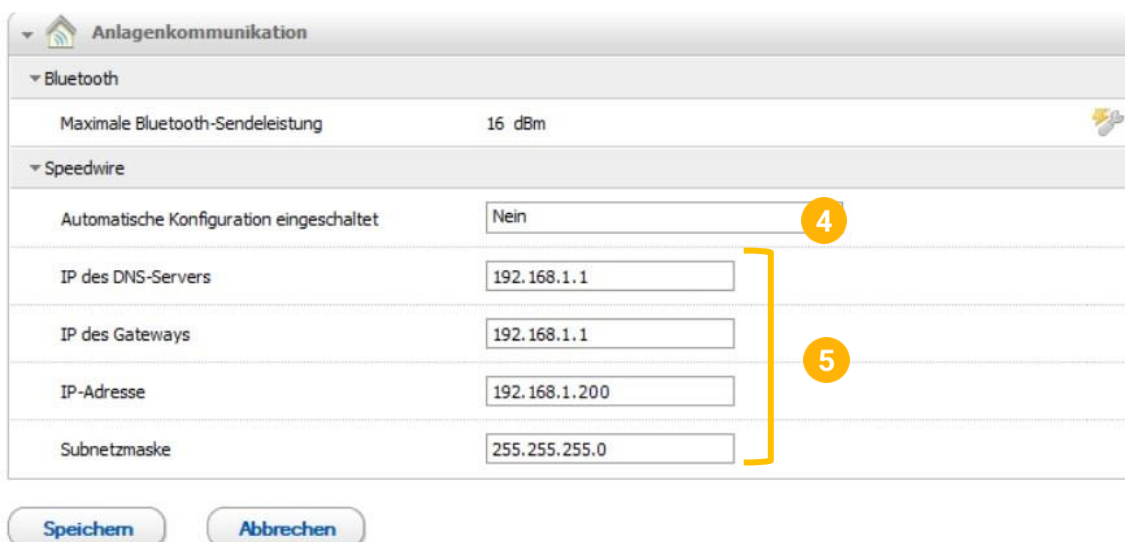 Anlagenkommunikation
Bluetooth
Maximale Bluetooth-Sendeleistung 16 dBm
Speedwire
Automatische Konfiguration eingeschaltet Nein 4
IP des DNS-Servers 192.168.1.1
IP des Gateways 192.168.1.1
5
IP-Adresse 192.168.1.200
Subnetzmaske 255.255.255.0
Speichern Abbrechen